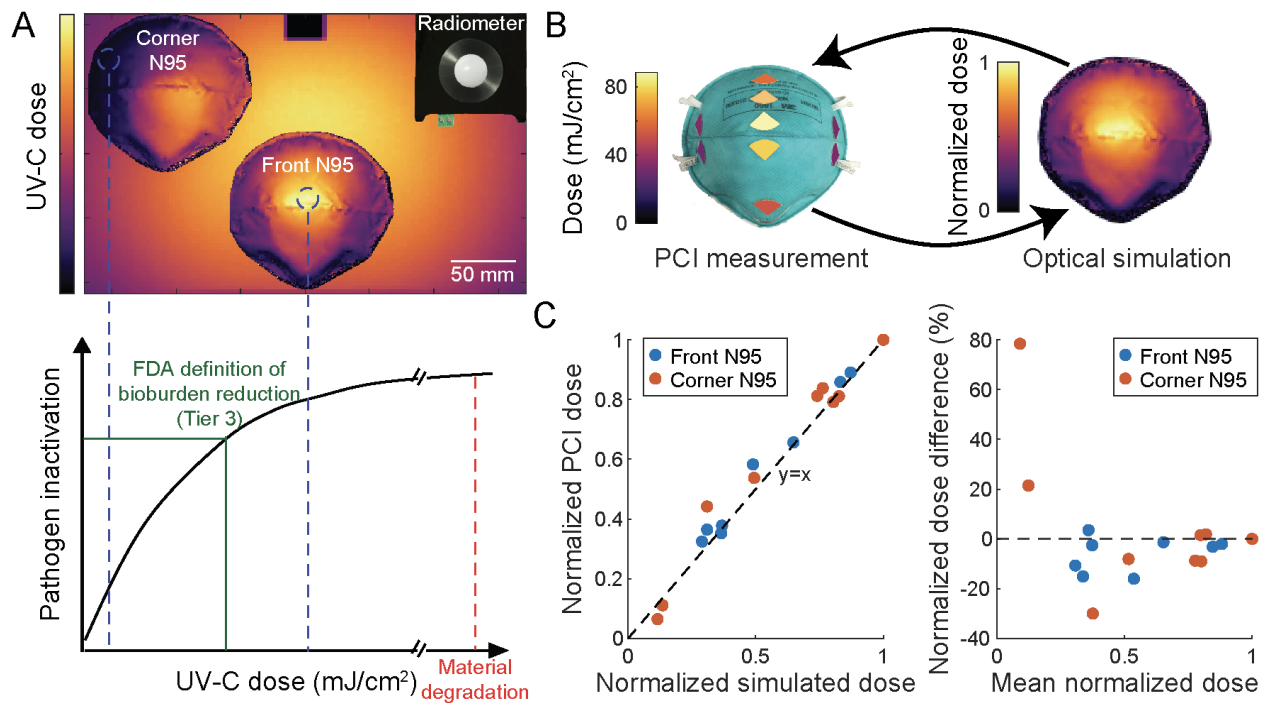 A
UV-C dose
Corner
N95
Front N95
Radiometer
50 mm
Pathogen inactivation
FDA definition of
bioburden reduction
(Tier 3)
UV-C dose (mJ/cm²)
Material
degradation
B
Dose (mJ/cm²)
80
40
0
PCI measurement
Normalized dose
1
0
Optical simulation
C
Normalized PCI dose
1
0.8
0.6
0.4
0.2
0
Front N95
Corner N95
y=x
0
0.5
1
Normalized simulated dose
Normalized dose difference (%)
80
60
40
20
0
-20
-40
Front N95
Corner N95
0
0.5
1
Mean normalized dose